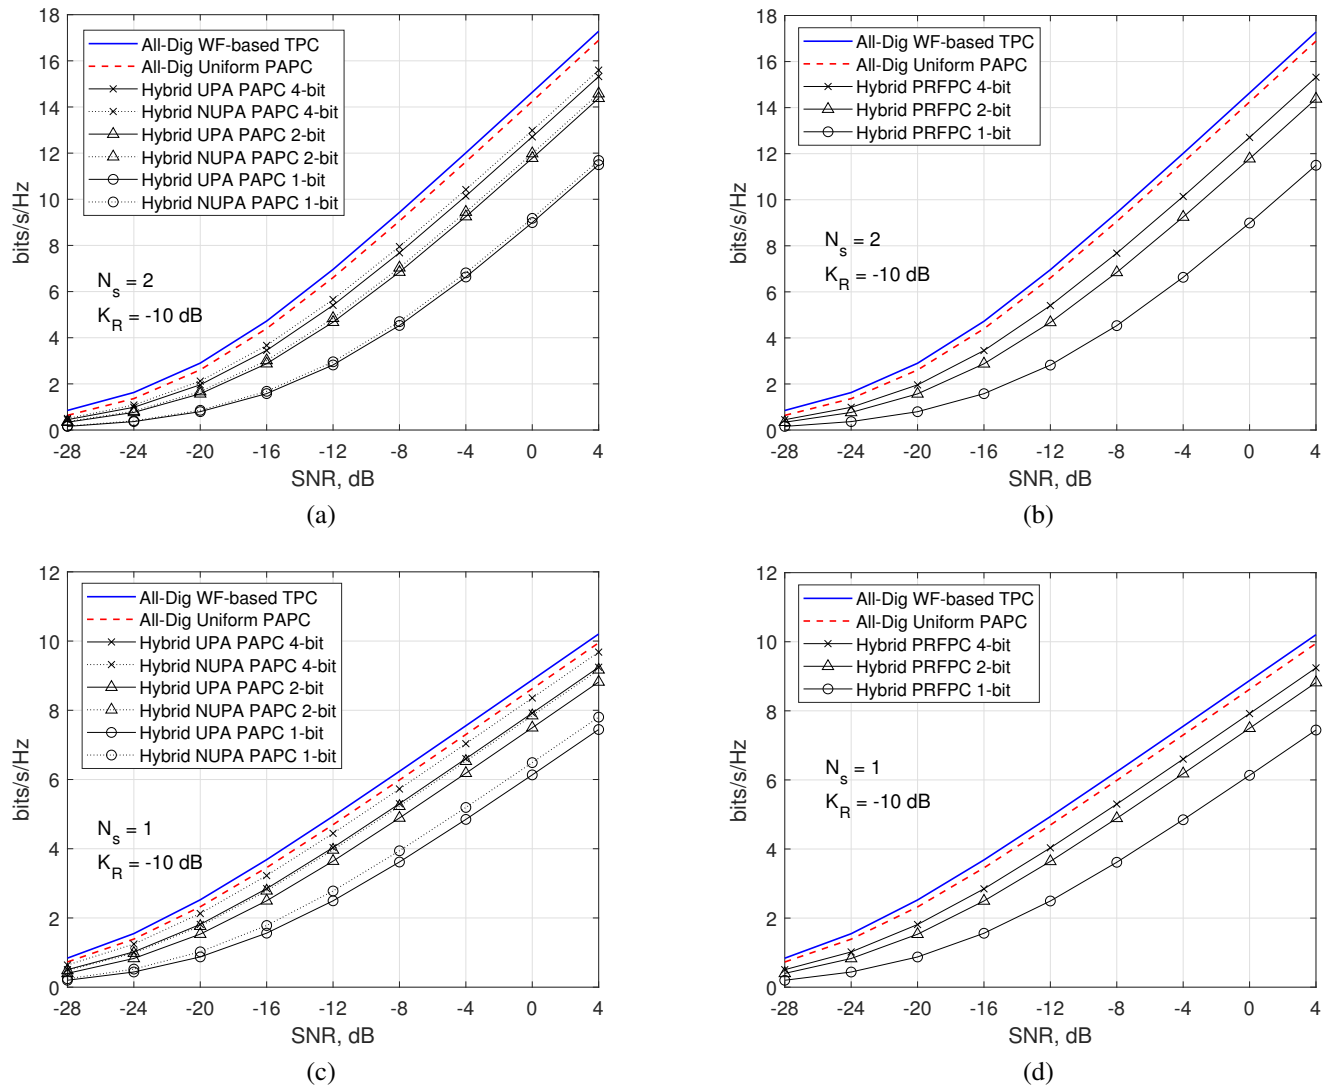 18
16
14
12
10
8
6
4
2
0
bits/s/Hz
All-Dig WF-based TPC
All-Dig Uniform PAPC
Hybrid UPA PAPC 4-bit
Hybrid NUPA PAPC 4-bit
Hybrid UPA PAPC 2-bit
Hybrid NUPA PAPC 2-bit
Hybrid UPA PAPC 1-bit
Hybrid NUPA PAPC 1-bit
N_s = 2
K_R = -10 dB
-28 -24 -20 -16 -12 -8 -4 0 4
SNR, dB
(a)
18
16
14
12
10
8
6
4
2
0
bits/s/Hz
All-Dig WF-based TPC
All-Dig Uniform PAPC
Hybrid PRFPC 4-bit
Hybrid PRFPC 2-bit
Hybrid PRFPC 1-bit
N_s = 2
K_R = -10 dB
-28 -24 -20 -16 -12 -8 -4 0 4
SNR, dB
(b)
12
10
8
6
4
2
0
bits/s/Hz
All-Dig WF-based TPC
All-Dig Uniform PAPC
Hybrid UPA PAPC 4-bit
Hybrid NUPA PAPC 4-bit
Hybrid UPA PAPC 2-bit
Hybrid NUPA PAPC 2-bit
Hybrid UPA PAPC 1-bit
Hybrid NUPA PAPC 1-bit
N_s = 1
K_R = -10 dB
-28 -24 -20 -16 -12 -8 -4 0 4
SNR, dB
(c)
12
10
8
6
4
2
0
bits/s/Hz
All-Dig WF-based TPC
All-Dig Uniform PAPC
Hybrid PRFPC 4-bit
Hybrid PRFPC 2-bit
Hybrid PRFPC 1-bit
N_s = 1
K_R = -10 dB
-28 -24 -20 -16 -12 -8 -4 0 4
SNR, dB
(d)